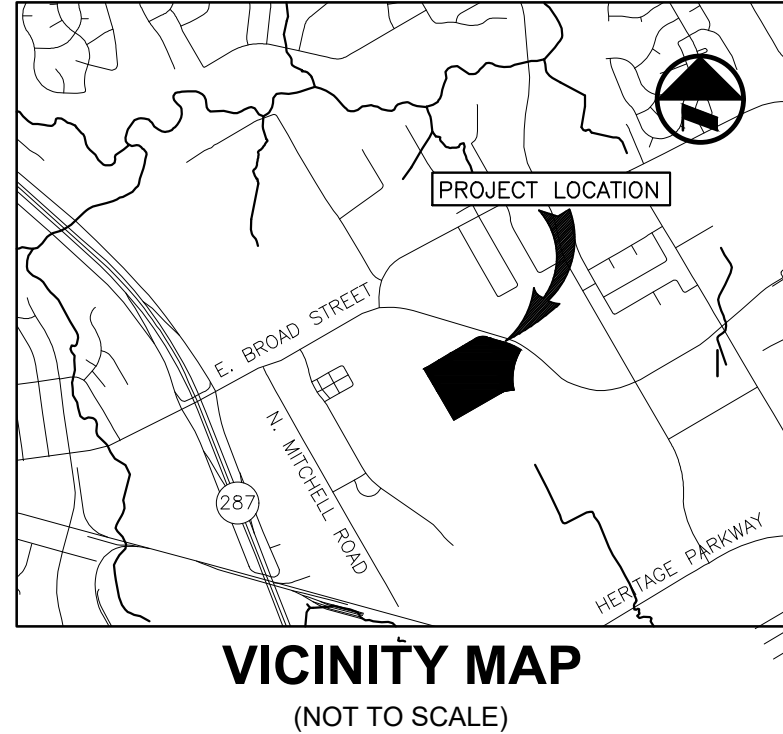 PROJECT LOCATION
E. BROAD STREET
N. MITCHELL ROAD
287
HERITAGE PARKWAY
VICINITY MAP
(NOT TO SCALE)